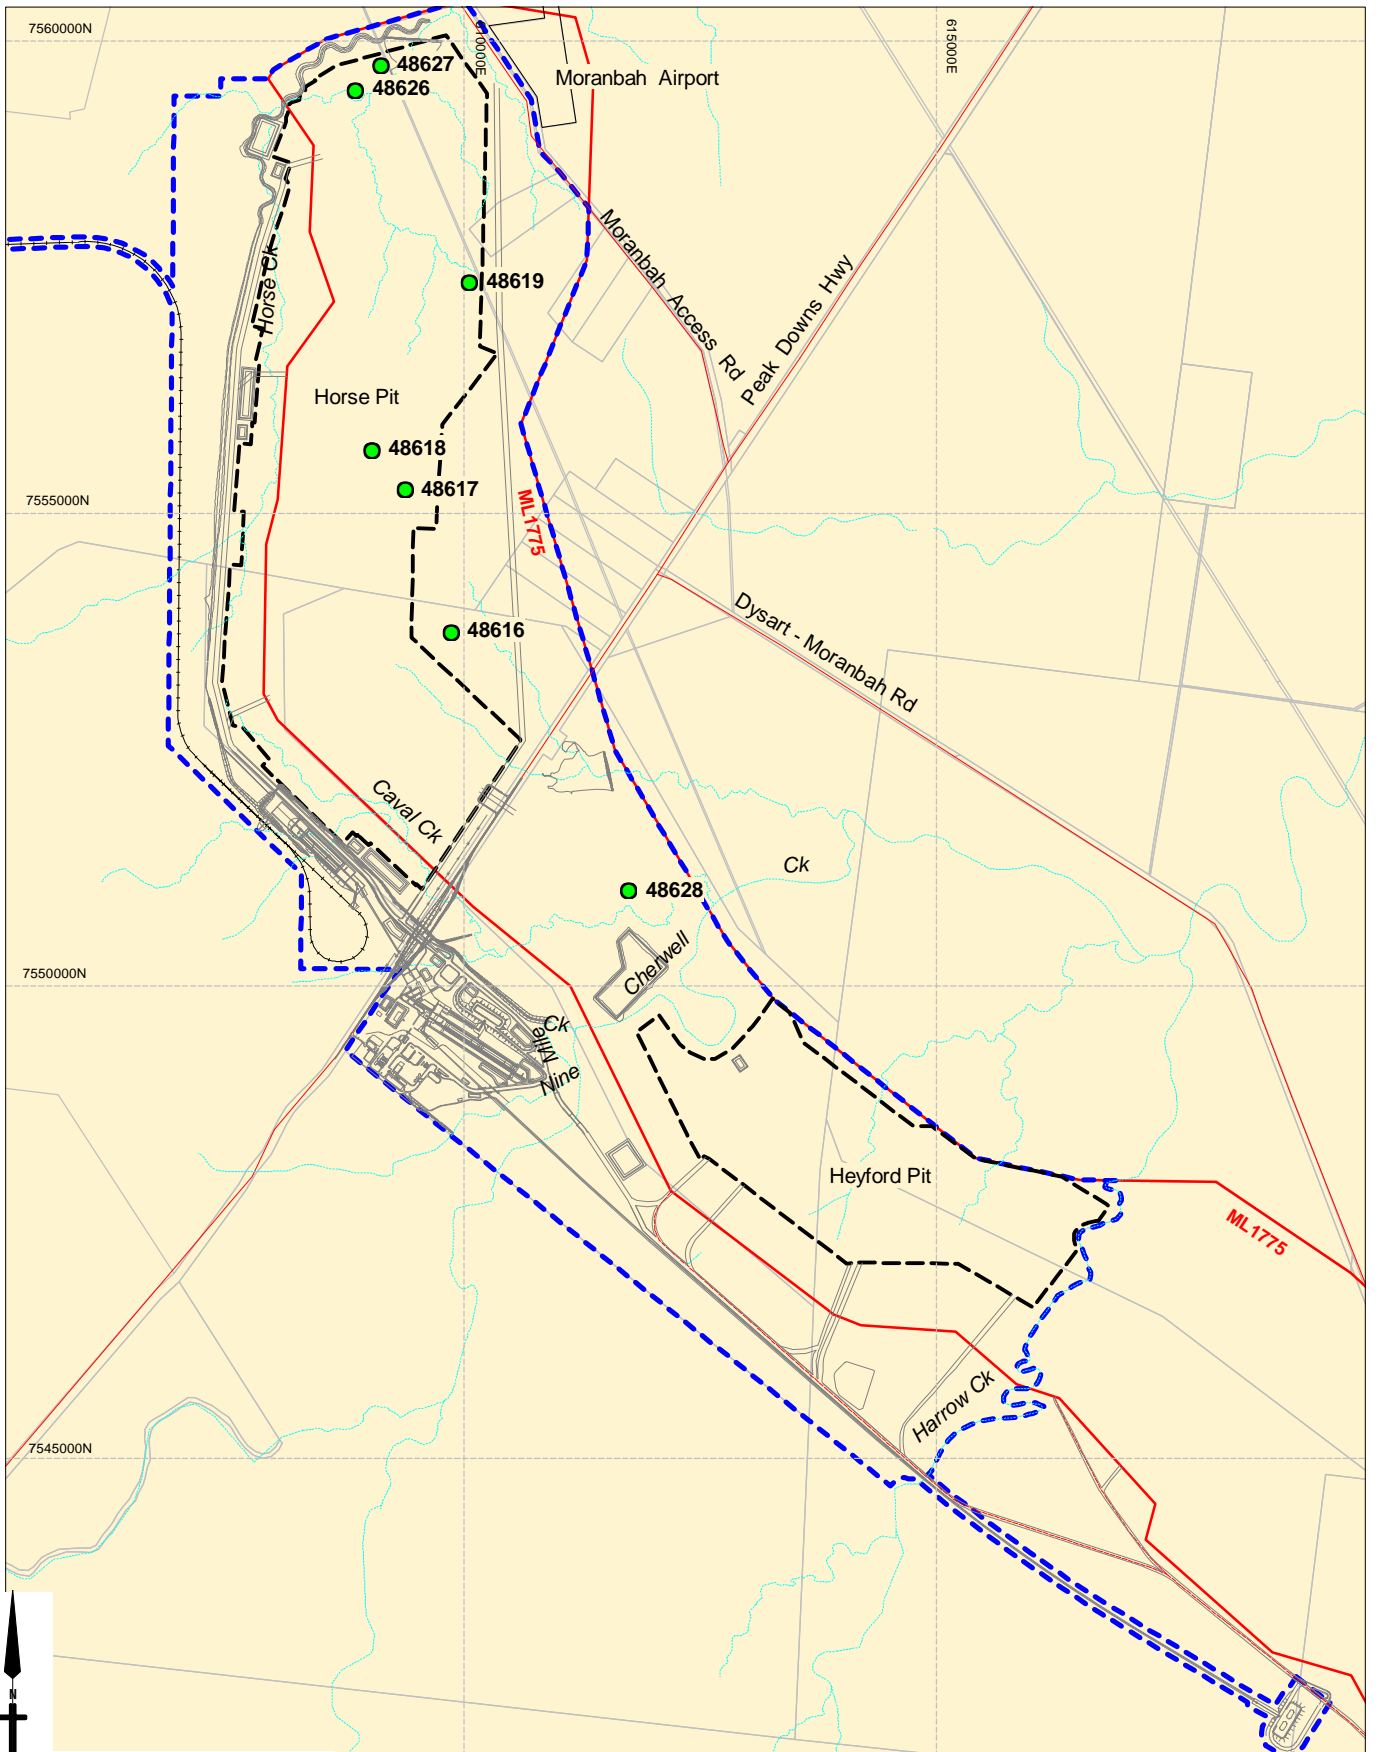 7560000N
610000E
615000E
48627
48626
Moranbah Airport
Moranbah Access Rd
Peak Downs Hwy
Horse Ck
48619
Horse Pit
48618
48617
7555000N
ML1775
48616
Dysart - Moranbah Rd
Caval Ck
Ck
48628
Cherwell
7550000N
Ck
Mile
Nine
Heyford Pit
ML1775
Harrow Ck
7545000N
N